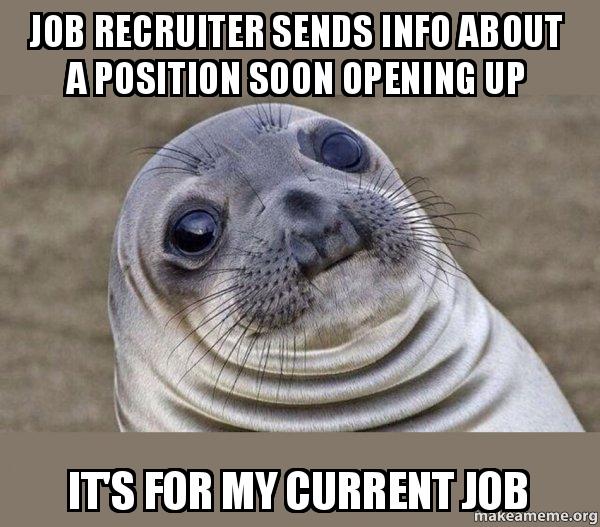 JOB RECRUITER SENDS INFO ABOUT
A POSITION SOON OPENING UP
IT'S FOR MY CURRENT JOB
makeameme.org